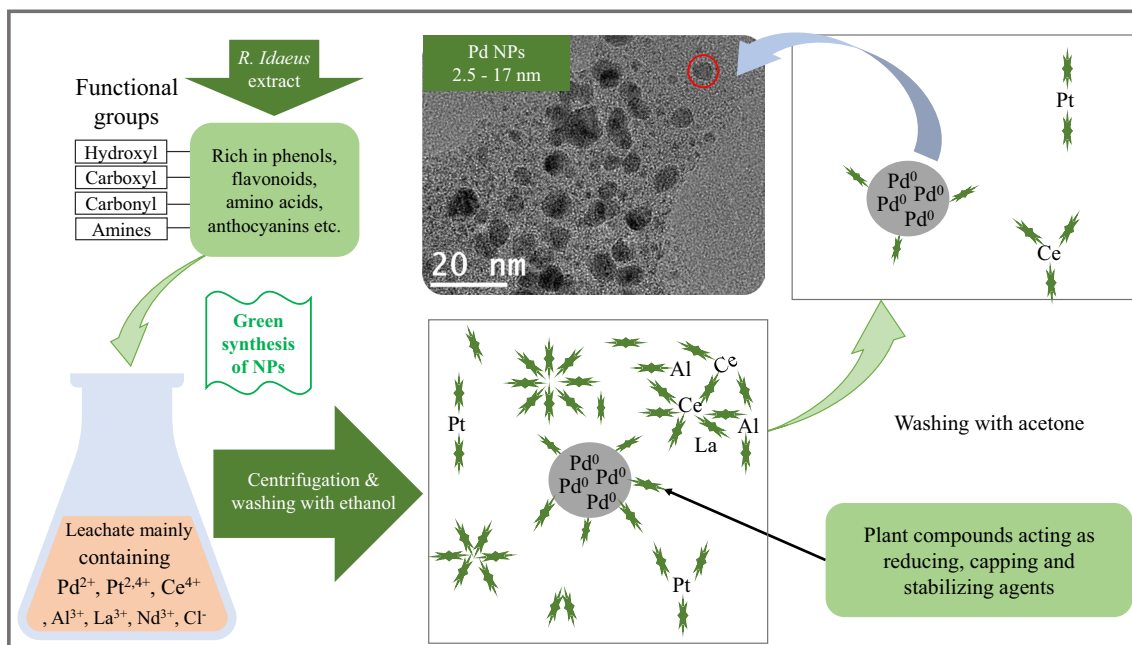 R. Idaeus
extract
Functional
groups
Hydroxyl
Carboxyl
Carbonyl
Amines
Rich in phenols,
flavonoids,
amino acids,
anthocyanins etc.
Green
synthesis
of NPs
Leachate mainly
containing
Pd²⁺, Pt²,⁴⁺, Ce⁴⁺
, Al³⁺, La³⁺, Nd³⁺, Cl⁻
Centrifugation &
washing with ethanol
Pd NPs
2.5 - 17 nm
20 nm
Pt
Al
Ce
Ce
Al
La
Pd⁰
Pd⁰ Pd⁰
Pd⁰
Pt
Plant compounds acting as
reducing, capping and
stabilizing agents
Washing with acetone
Pt
Pd⁰
Pd⁰ Pd⁰
Pd⁰
Ce